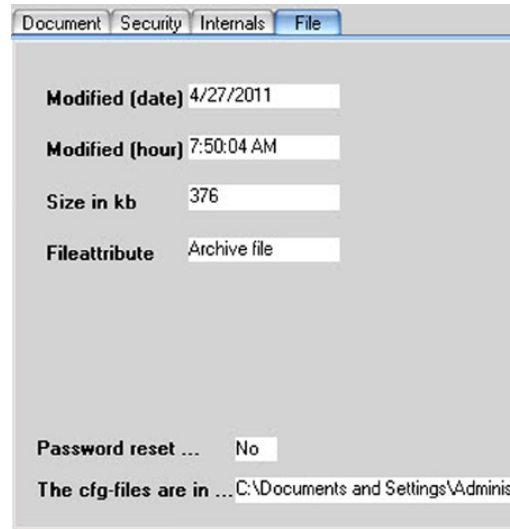 Document Security Internals File
Modified (date) 4/27/2011
Modified (hour) 7:50:04 AM
Size in kb 376
Fileattribute Archive file
Password reset ... No
The cfg-files are in ... C:\Documents and Settings\Adminis